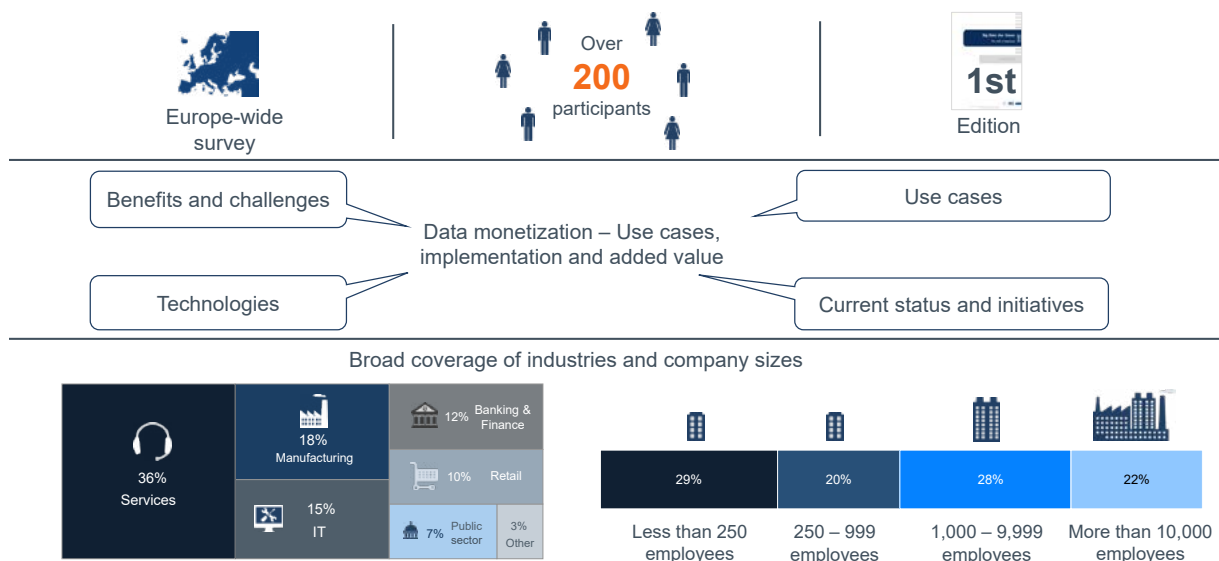 Europe-wide
survey
Over
200
participants
1st
Edition
Benefits and challenges
Use cases
Data monetization – Use cases,
implementation and added value
Technologies
Current status and initiatives
Broad coverage of industries and company sizes
36%
Services
18%
Manufacturing
15%
IT
12% Banking &
Finance
10% Retail
7% Public
sector
3%
Other
29%
20%
28%
22%
Less than 250
employees
250 – 999
employees
1,000 – 9,999
employees
More than 10,000
employees